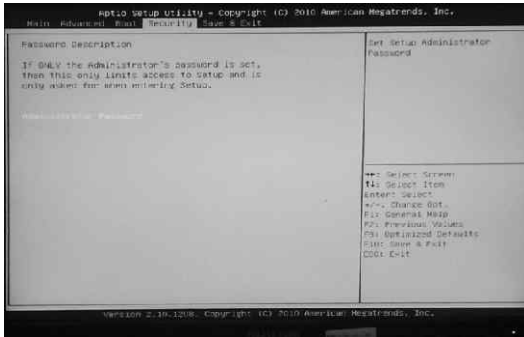 Aptio Setup Utility - Copyright (C) 2010 American Megatrends, Inc.
Main Advanced Boot Security Save & Exit
Password Description
If ONLY the Administrator's password is set,
then this only limits access to Setup and is
only asked for when entering Setup.
Administrator Password
Set Setup Administrator
Password
Select Screen
Select Item
Enter: Select
+/-: Change Opt.
F1: General Help
F2: Previous Values
F9: Optimized Defaults
F10: Save & Exit
ESC: Exit
Version 2.10.1208. Copyright (C) 2010 American Megatrends, Inc.